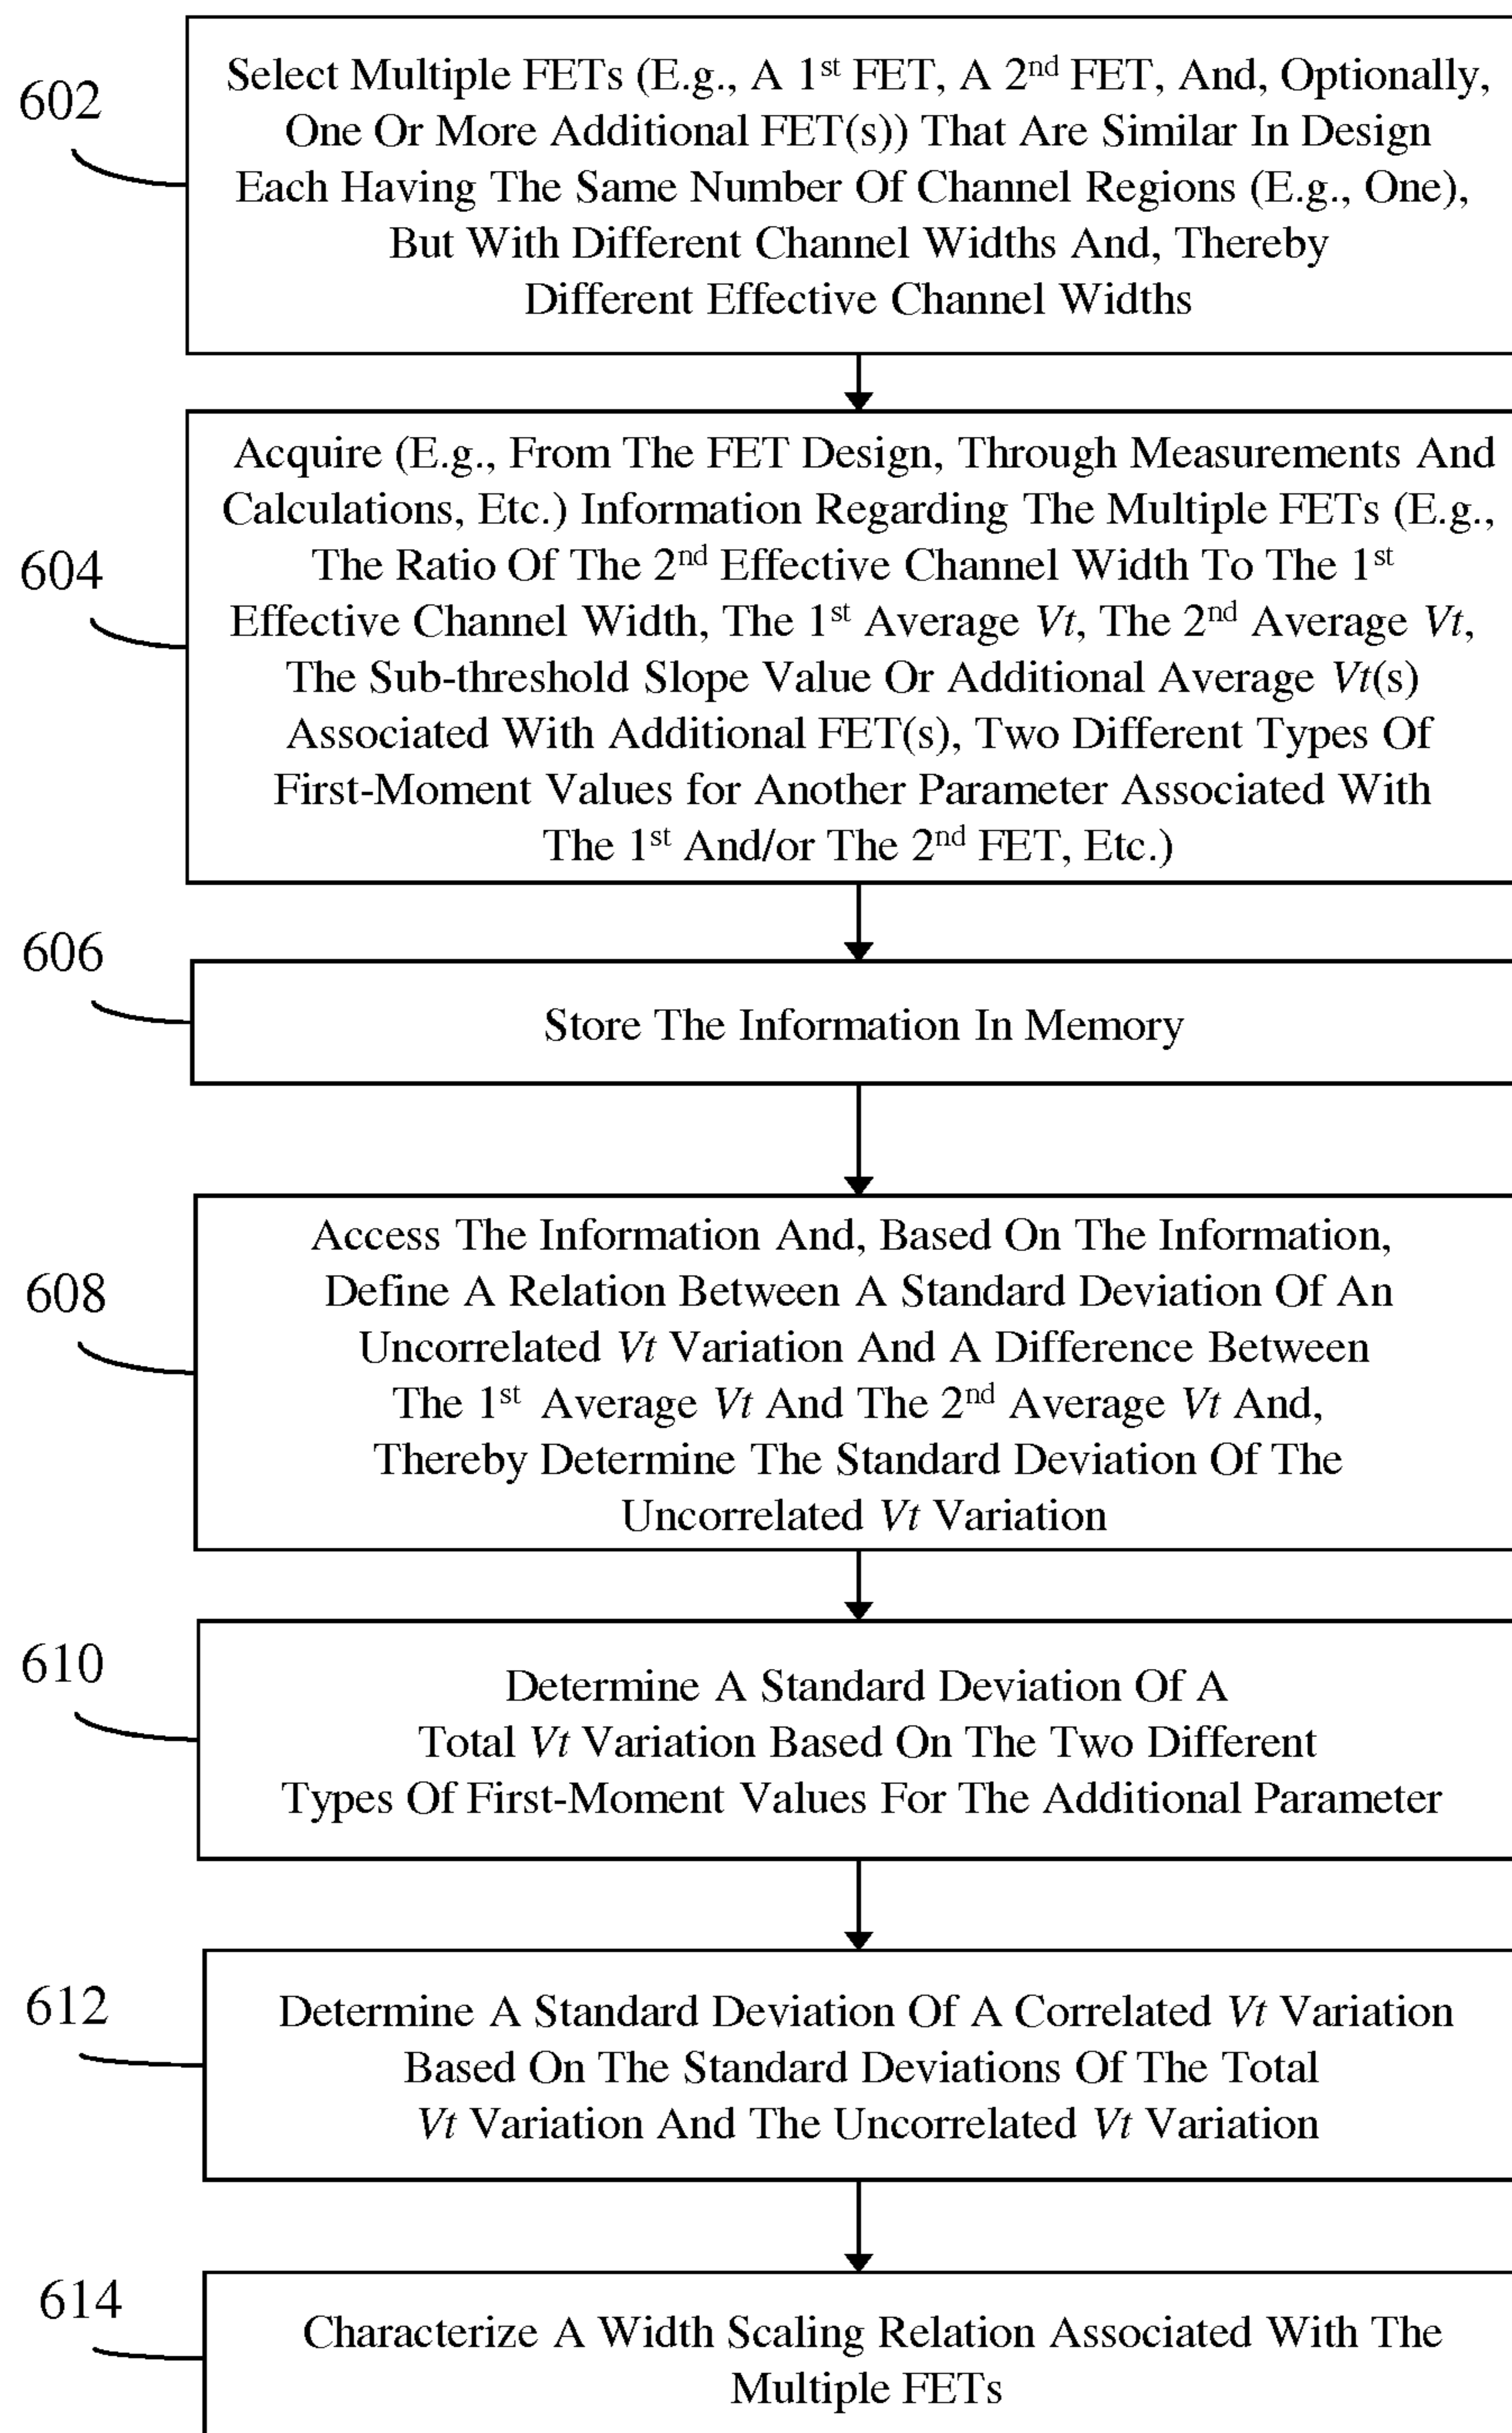 602
Select Multiple FETs (E.g., A 1st FET, A 2nd FET, And, Optionally,
One Or More Additional FET(s)) That Are Similar In Design
Each Having The Same Number Of Channel Regions (E.g., One),
But With Different Channel Widths And, Thereby
Different Effective Channel Widths
604
Acquire (E.g., From The FET Design, Through Measurements And
Calculations, Etc.) Information Regarding The Multiple FETs (E.g.,
The Ratio Of The 2nd Effective Channel Width To The 1st
Effective Channel Width, The 1st Average Vt, The 2nd Average Vt,
The Sub-threshold Slope Value Or Additional Average Vt(s)
Associated With Additional FET(s), Two Different Types Of
First-Moment Values for Another Parameter Associated With
The 1st And/or The 2nd FET, Etc.)
606
Store The Information In Memory
608
Access The Information And, Based On The Information,
Define A Relation Between A Standard Deviation Of An
Uncorrelated Vt Variation And A Difference Between
The 1st Average Vt And The 2nd Average Vt And,
Thereby Determine The Standard Deviation Of The
Uncorrelated Vt Variation
610
Determine A Standard Deviation Of A
Total Vt Variation Based On The Two Different
Types Of First-Moment Values For The Additional Parameter
612
Determine A Standard Deviation Of A Correlated Vt Variation
Based On The Standard Deviations Of The Total
Vt Variation And The Uncorrelated Vt Variation
614
Characterize A Width Scaling Relation Associated With The
Multiple FETs